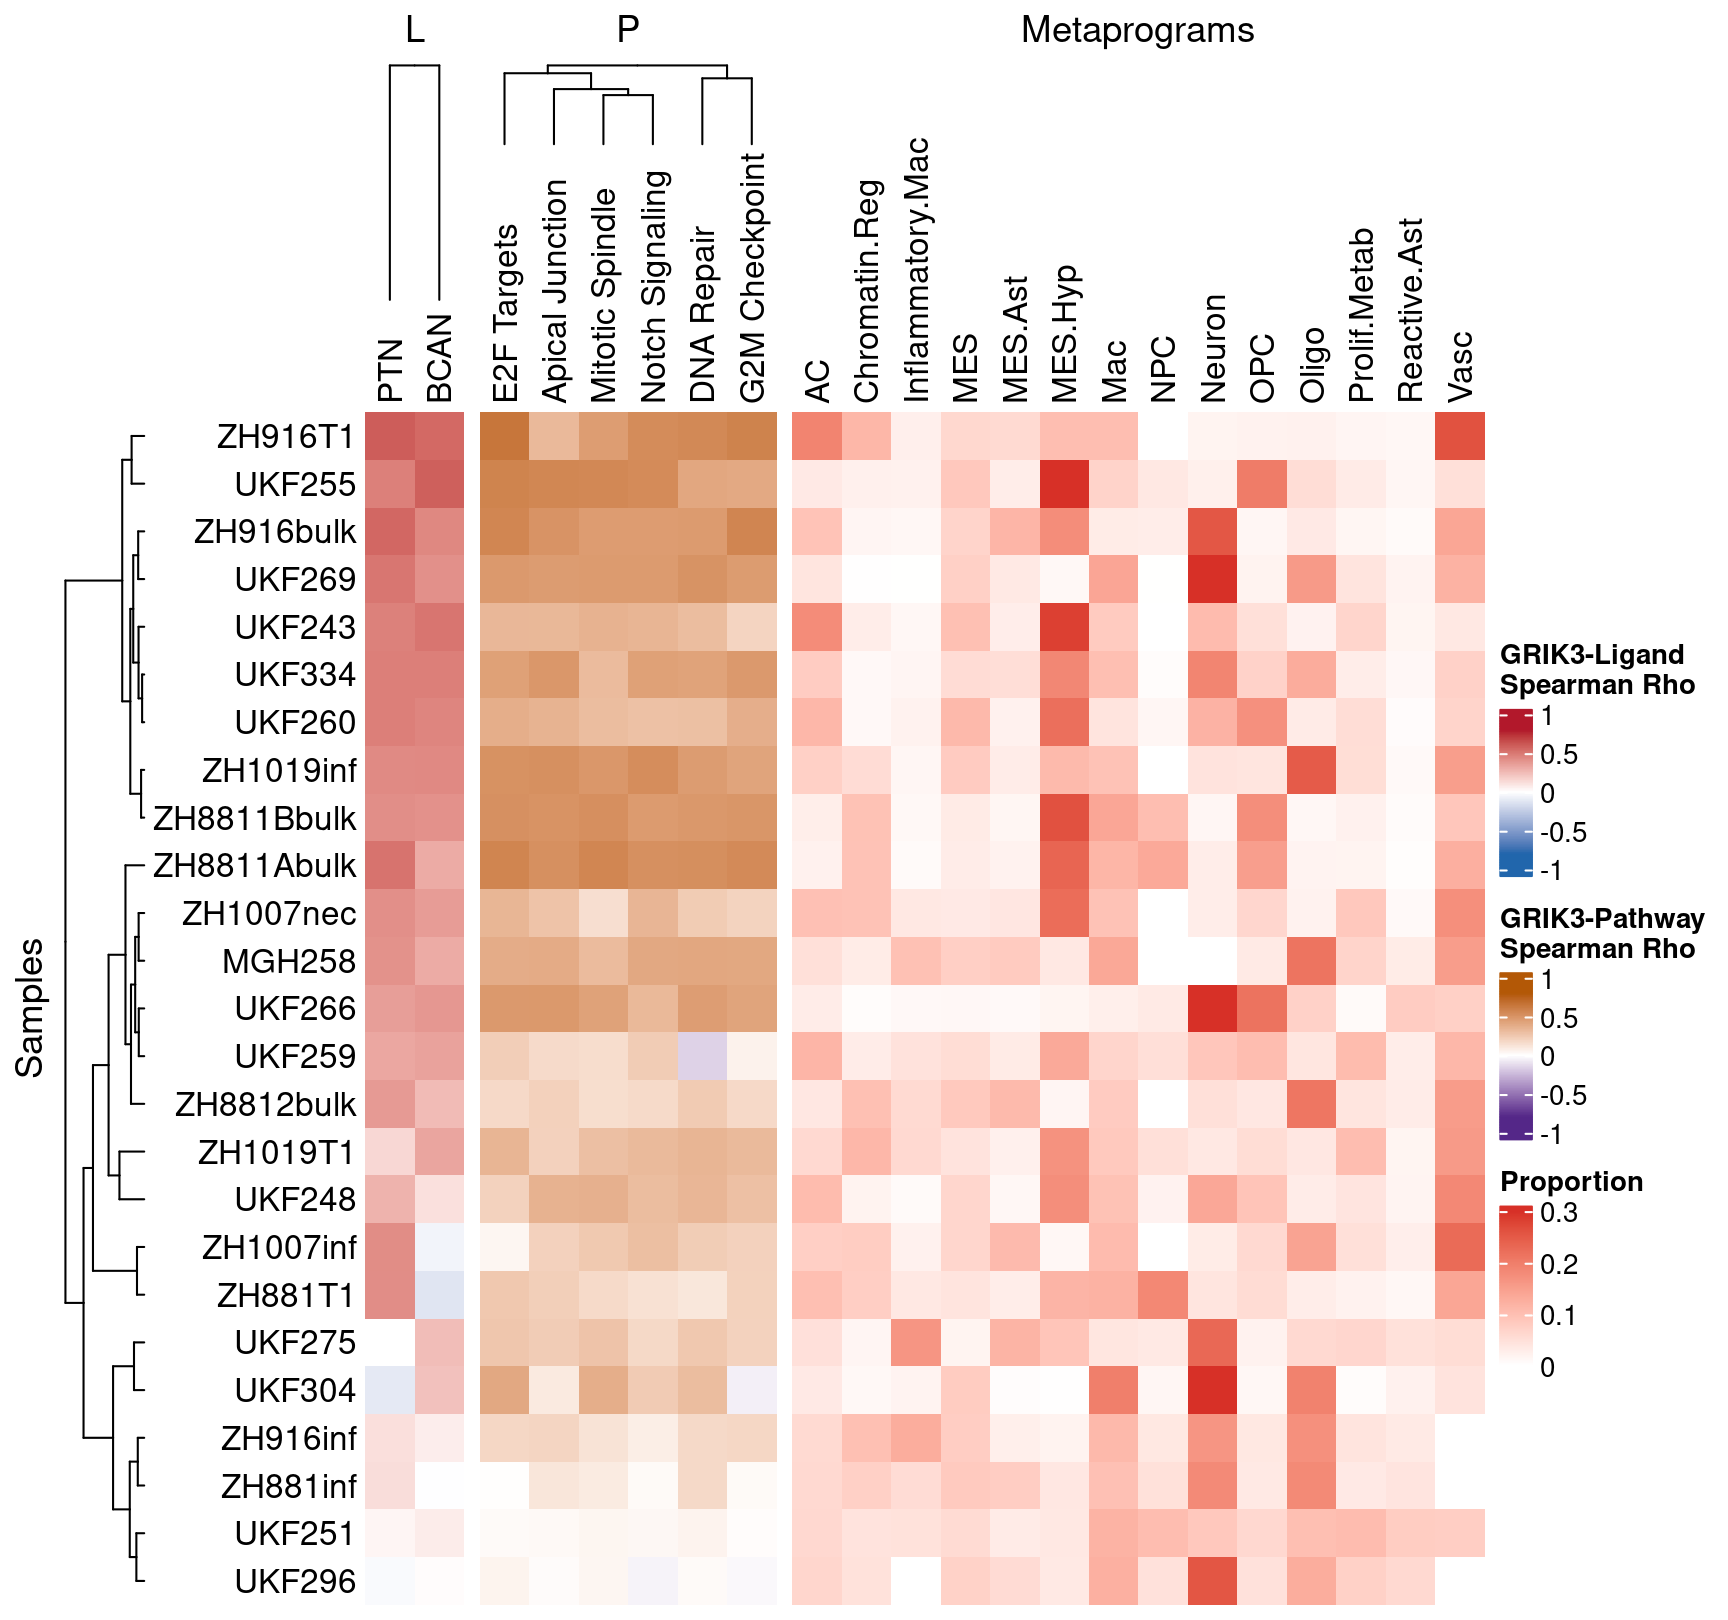 L P Metaprograms
PTN
BCAN
E2F Targets
Apical Junction
Mitotic Spindle
Notch Signaling
DNA Repair
G2M Checkpoint
AC
Chromatin.Reg
Inflammatory.Mac
MES
MES.Ast
MES.Hyp
Mac
NPC
Neuron
OPC
Oligo
Prolif.Metab
Reactive.Ast
Vasc
Samples
ZH916T1
UKF255
ZH916bulk
UKF269
UKF243
UKF334
UKF260
ZH1019inf
ZH8811Bbulk
ZH8811Abulk
ZH1007nec
MGH258
UKF266
UKF259
ZH8812bulk
ZH1019T1
UKF248
ZH1007inf
ZH881T1
UKF275
UKF304
ZH916inf
ZH881inf
UKF251
UKF296
GRIK3-Ligand
Spearman Rho
1
0.5
0
-0.5
-1
GRIK3-Pathway
Spearman Rho
1
0.5
0
-0.5
-1
Proportion
0.3
0.2
0.1
0